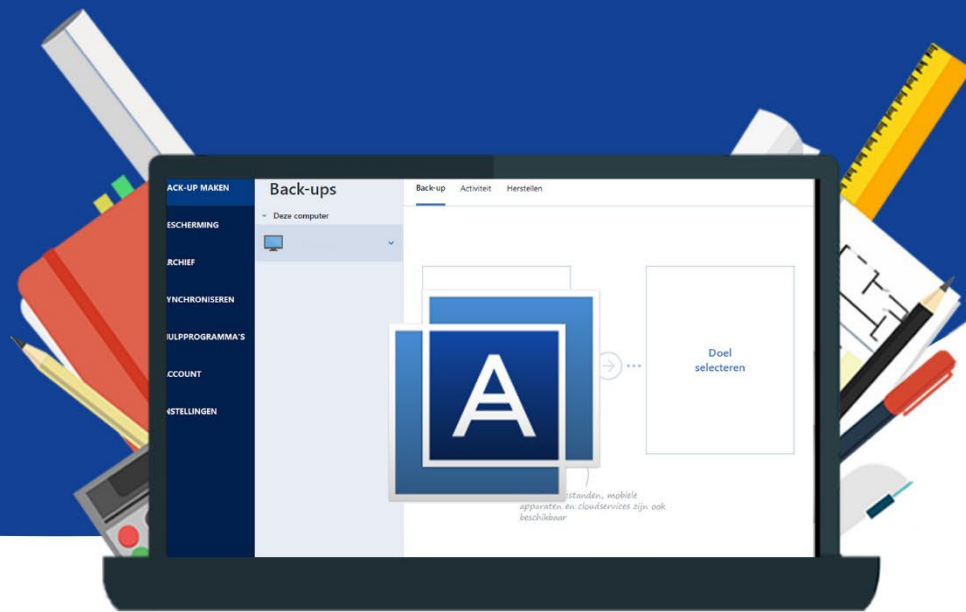 ACK-UP MAKEN
ESCHERMING
RCHIEF
YNCHRONISEREN
ULPPROGRAMMA'S
CCOUNT
NSTELLINGEN
Back-ups
Deze computer
Back-up Activiteit Herstellen
A
Doel
selecteren
standen, mobiele
apparaten en cloudservices zijn ook
beschikbaar